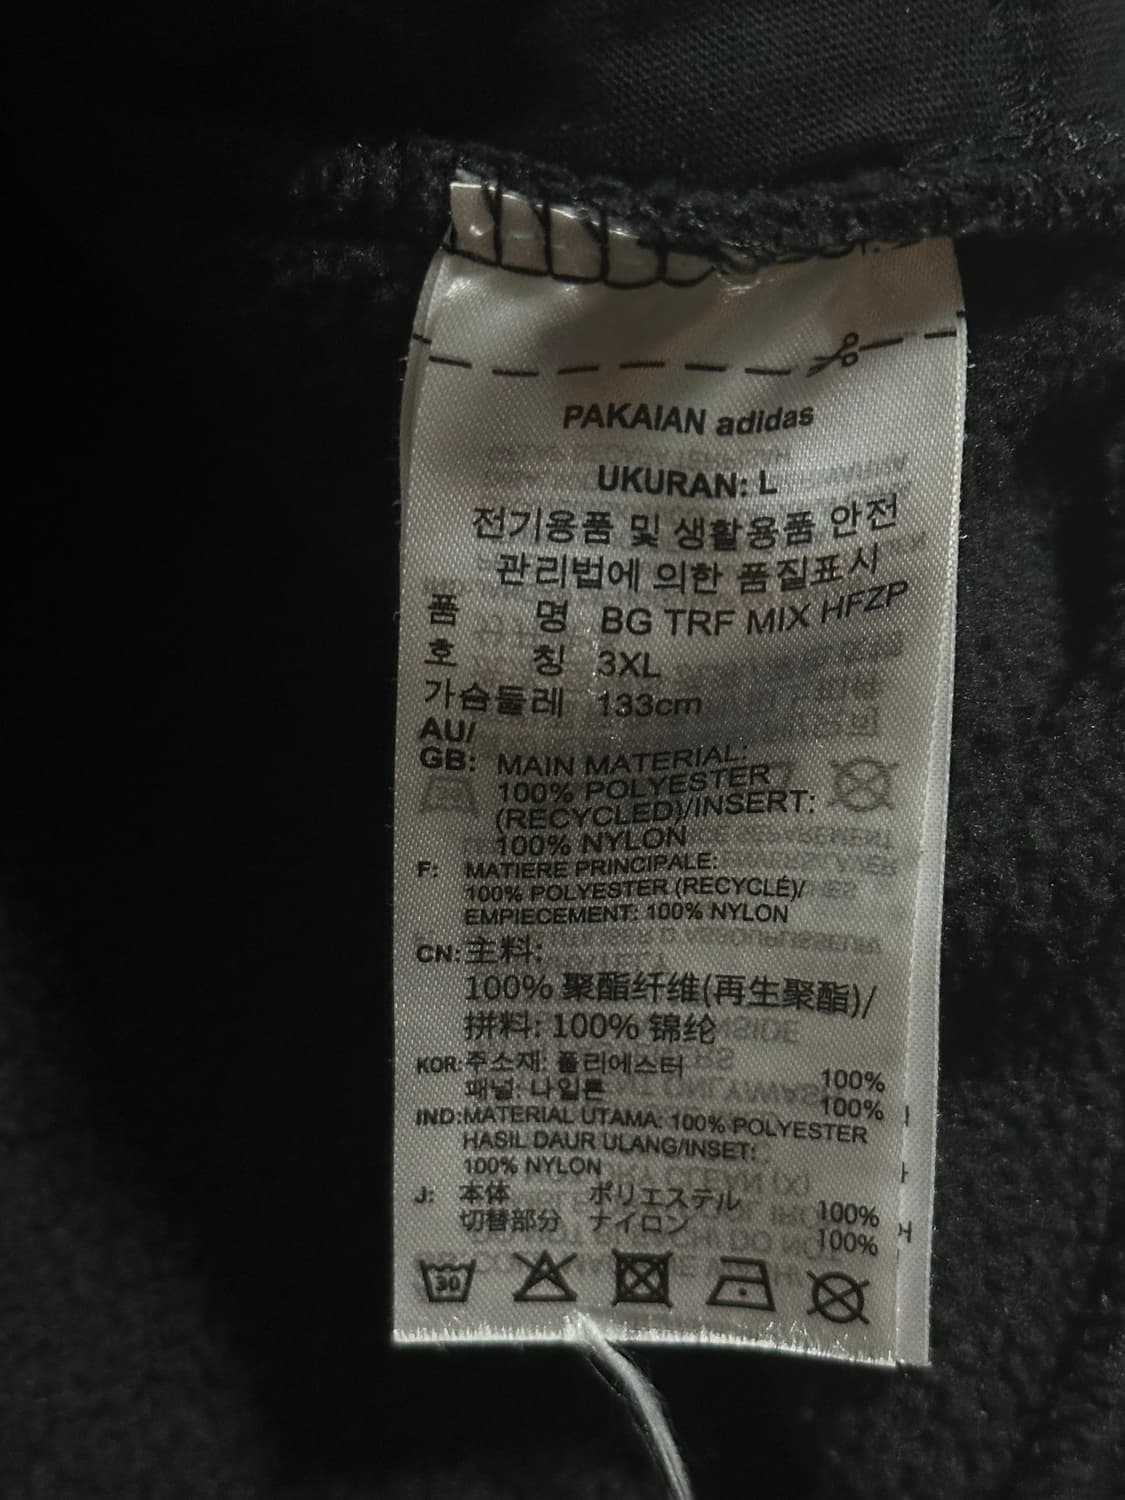 PAKAIAN adidas
UKURAN: L
전기용품 및 생활용품 안전
관리법에 의한 품질표시
품 명 BG TRF MIX HFZP
호 칭 3XL
가슴둘레 133cm
AU/
GB: MAIN MATERIAL:
100% POLYESTER
(RECYCLED)/INSERT:
100% NYLON
F: MATIERE PRINCIPALE:
100% POLYESTER (RECYCLÉ)/
EMPIECEMENT: 100% NYLON
CN: 主料:
100% 聚酯纤维(再生聚酯)/
拼料: 100% 锦纶
KOR: 주소재: 폴리에스터 100%
패널: 나일론 100%
IND: MATERIAL UTAMA: 100% POLYESTER
HASIL DAUR ULANG/INSET:
100% NYLON
J: 本体 ポリエステル 100%
切替部分 ナイロン 100%
30